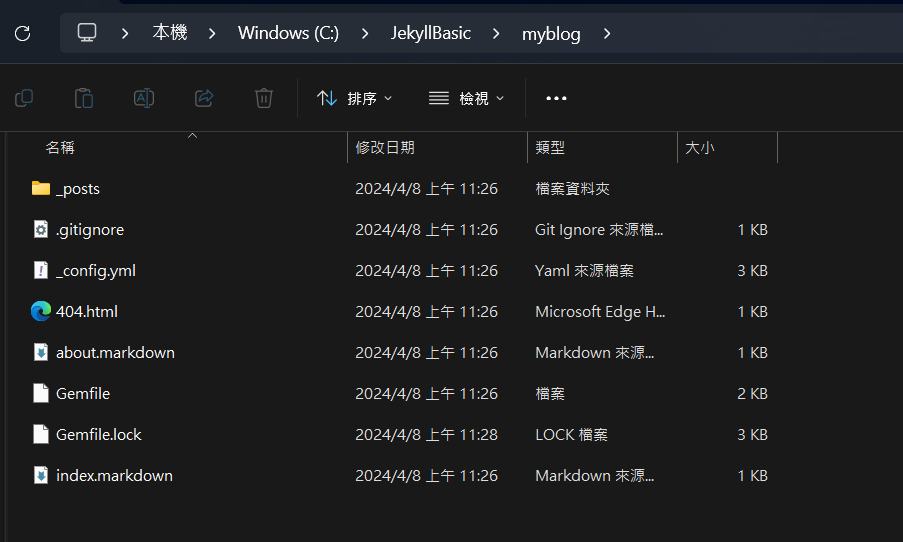 本機 > Windows (C:) > JekyllBasic > myblog >
排序 檢視
名稱 修改日期 類型 大小
_posts 2024/4/8 上午 11:26 檔案資料夾
.gitignore 2024/4/8 上午 11:26 Git Ignore 來源檔... 1 KB
_config.yml 2024/4/8 上午 11:26 Yaml 來源檔案 3 KB
404.html 2024/4/8 上午 11:26 Microsoft Edge H... 1 KB
about.markdown 2024/4/8 上午 11:26 Markdown 來源... 1 KB
Gemfile 2024/4/8 上午 11:26 檔案 2 KB
Gemfile.lock 2024/4/8 上午 11:28 LOCK 檔案 3 KB
index.markdown 2024/4/8 上午 11:26 Markdown 來源... 1 KB